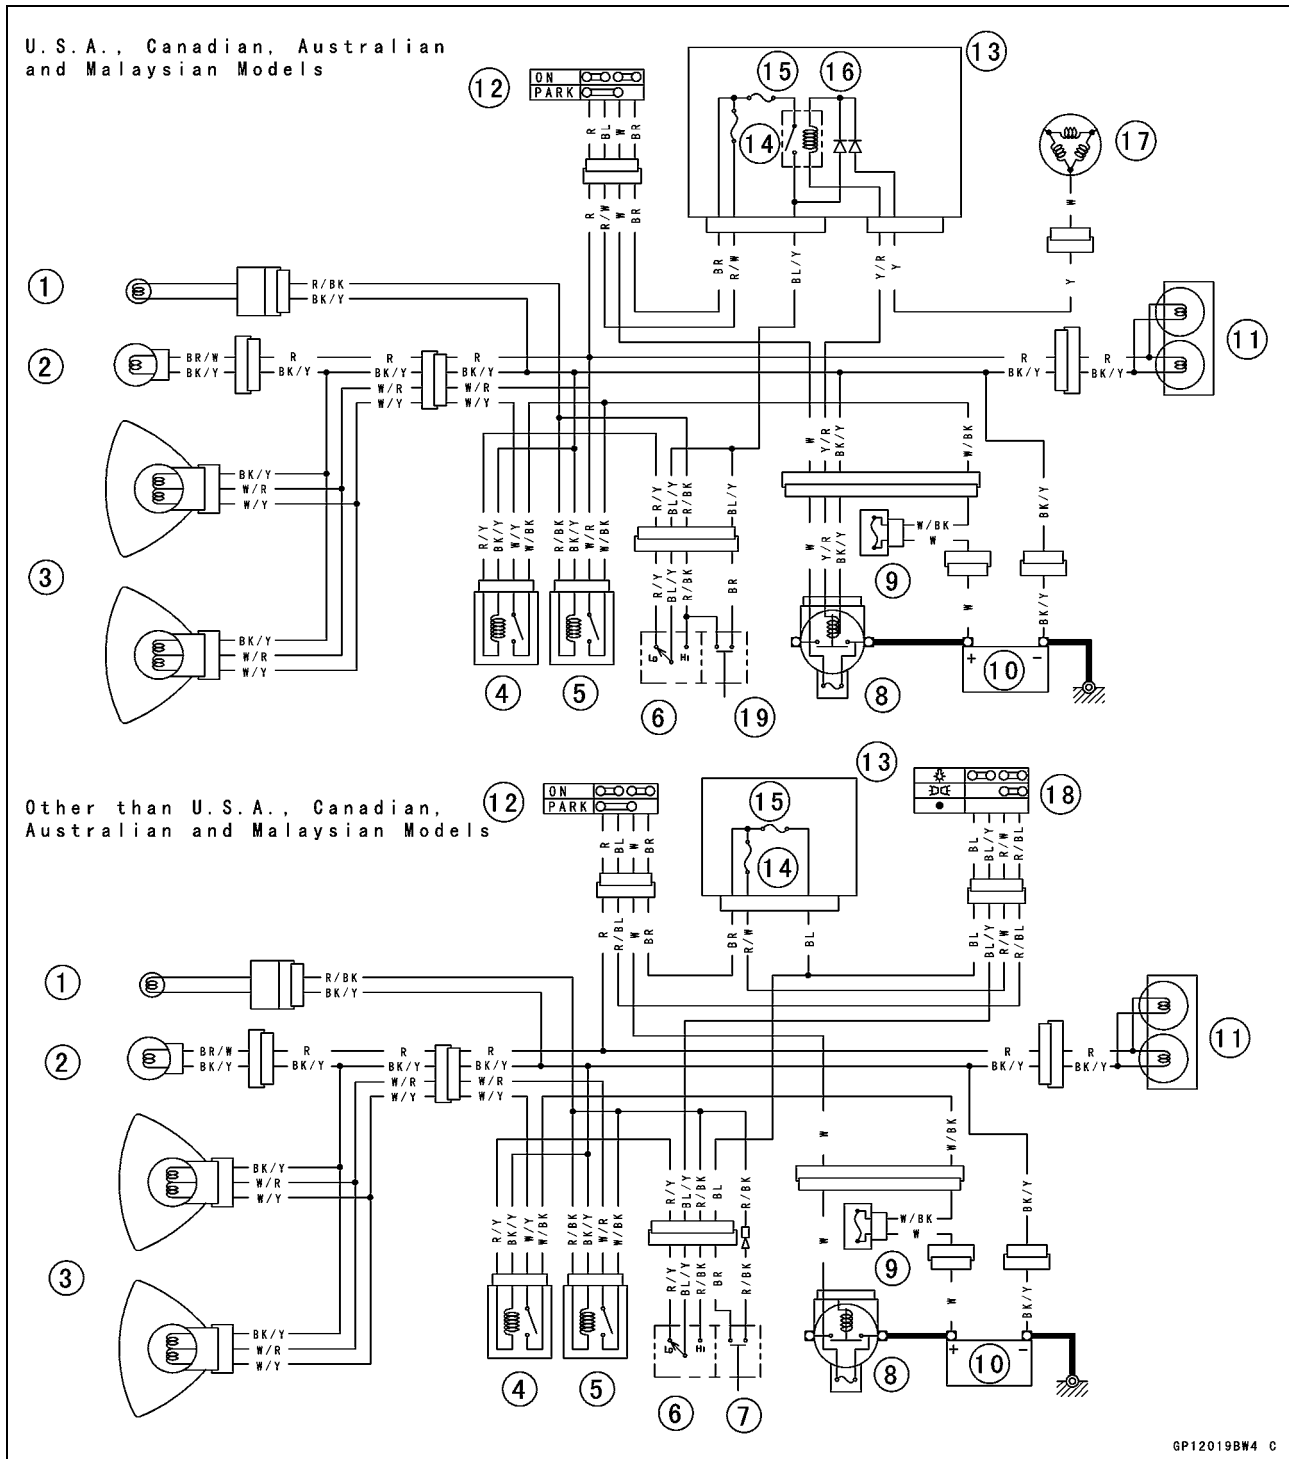 U.S.A., Canadian, Australian
and Malaysian Models
12
ON
PARK
R
BL
W
BR
R
R/W
W
BR
15
16
13
14
BR
R/W
BL/Y
Y/R
Y
17
W
Y
1
R/BK
BK/Y
2
BR/W
BK/Y
R
BK/Y
R
BK/Y
W/R
W/Y
R
BK/Y
W/R
W/Y
R
BK/Y
R
BK/Y
11
3
BK/Y
W/R
W/Y
BK/Y
W/R
W/Y
R/Y
BK/Y
W/Y
W/BK
R/BK
BK/Y
W/R
W/BK
4
5
R/Y
BL/Y
R/BK
BL/Y
R/Y
BL/Y
R/BK
BR
Hi
6
19
W
Y/R
BK/Y
W/BK
W
Y/R
BK/Y
W/BK
W
9
W
BK/Y
BK/Y
8
+
10
-
Other than U.S.A., Canadian,
Australian and Malaysian Models
12
ON
PARK
R
BL
W
BR
R
R/BL
W
BR
13
15
14
BR
R/W
BL
18
BL
BL/Y
R/W
R/BL
BL
BL/Y
R/W
R/BL
1
R/BK
BK/Y
2
BR/W
BK/Y
R
BK/Y
R
BK/Y
W/R
W/Y
R
BK/Y
W/R
W/Y
R
BK/Y
R
BK/Y
11
3
BK/Y
W/R
W/Y
BK/Y
W/R
W/Y
R/Y
BK/Y
W/Y
W/BK
R/BK
BK/Y
W/R
W/BK
4
5
R/Y
BL/Y
R/BK
BL
R/BK
R/Y
BL/Y
R/BK
BR
R/BK
Hi
6
7
W
W/BK
W
W/BK
W
9
W
BK/Y
BK/Y
8
+
10
-
GP12019BW4 C